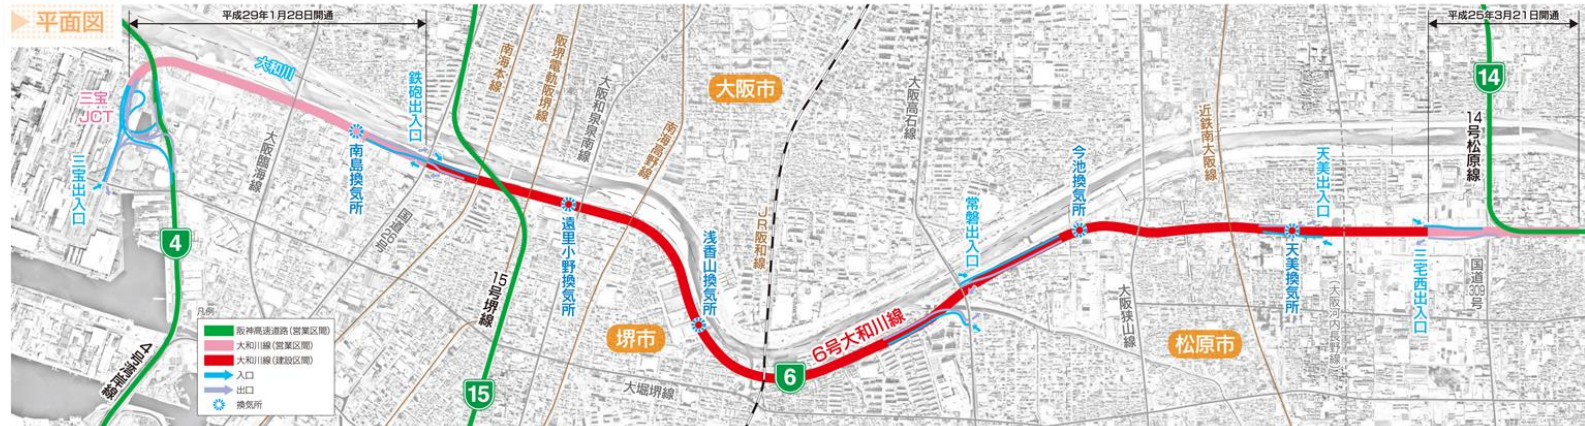 平面図
平成29年1月28日開通
平成25年3月21日開通
三宝
JCT
三宝出入口
大和川
鉄砲出入口
南島換気所
大阪臨海線
国道26号
南海本線
阪堺電軌阪堺線
大阪和泉泉南線
南海高野線
大阪市
遠里小野換気所
浅香山換気所
JR阪和線
大阪高石線
常磐出入口
今池換気所
近鉄南大阪線
天美出入口
14
14号松原線
4
4号湾岸線
15号堺線
15
堺市
大堀堺線
6
6号大和川線
大阪狭山線
松原市
天美換気所
大阪河内長野線
三宅西出入口
国道309号
凡例
阪神高速道路(営業区間)
大和川線(営業区間)
大和川線(建設区間)
入口
出口
換気所